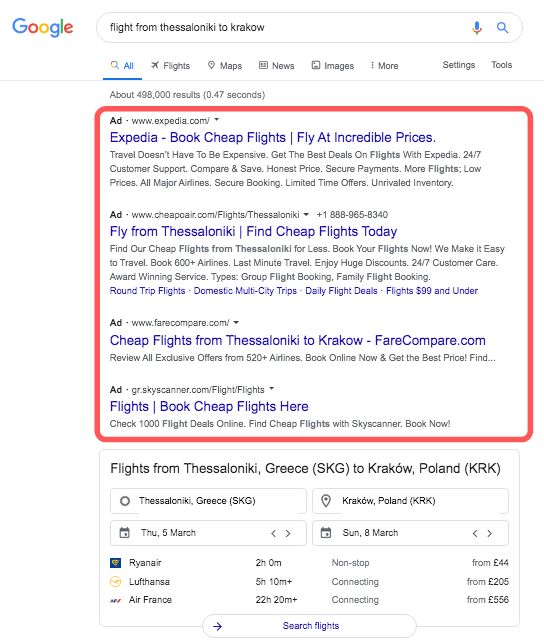 Google
flight from thessaloniki to krakow
All Flights Maps News Images More Settings Tools
About 498,000 results (0.47 seconds)
Ad · www.expedia.com/
Expedia - Book Cheap Flights | Fly At Incredible Prices.
Travel Doesn't Have To Be Expensive. Get The Best Deals On Flights With Expedia. 24/7
Customer Support. Compare & Save. Honest Price. Secure Payments. More Flights; Low
Prices. All Major Airlines. Secure Booking. Limited Time Offers. Unrivaled Inventory.
Ad · www.cheapoair.com/Flights/Thessaloniki +1 888-965-8340
Fly from Thessaloniki | Find Cheap Flights Today
Find Our Cheap Flights from Thessaloniki for Less. Book Your Flights Now! We Make it Easy
to Travel. Book 600+ Airlines. Last Minute Travel. Enjoy Huge Discounts. 24/7 Customer Care.
Award Winning Service. Types: Group Flight Booking, Family Flight Booking.
Round Trip Flights · Domestic Multi-City Trips · Daily Flight Deals · Flights $99 and Under
Ad · www.farecompare.com/
Cheap Flights from Thessaloniki to Krakow - FareCompare.com
Review All Exclusive Offers from 520+ Airlines. Book Online Now & Get the Best Price! Find...
Ad · gr.skyscanner.com/Flight/Flights
Flights | Book Cheap Flights Here
Check 1000 Flight Deals Online. Find Cheap Flights with Skyscanner. Book Now!
Flights from Thessaloniki, Greece (SKG) to Kraków, Poland (KRK)
Thessaloniki, Greece (SKG) Kraków, Poland (KRK)
Thu, 5 March Sun, 8 March
Ryanair 2h 0m Non-stop from £44
Lufthansa 5h 10m+ Connecting from £205
Air France 22h 20m+ Connecting from £556
Search flights